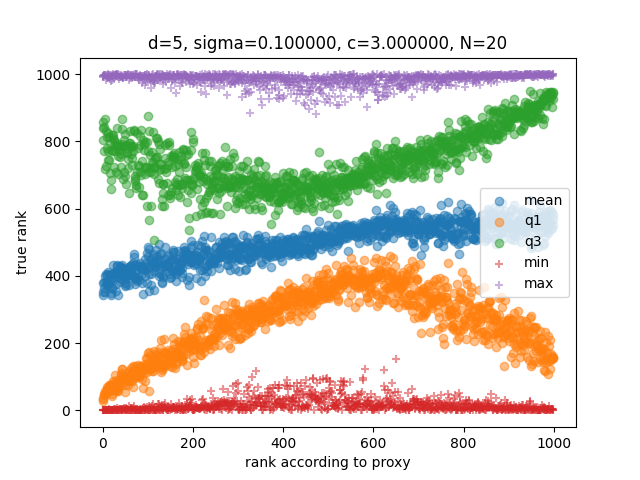 d=5, sigma=0.100000, c=3.000000, N=20
true rank
1000
800
600
400
200
0
mean
q1
q3
min
max
0 200 400 600 800 1000
rank according to proxy